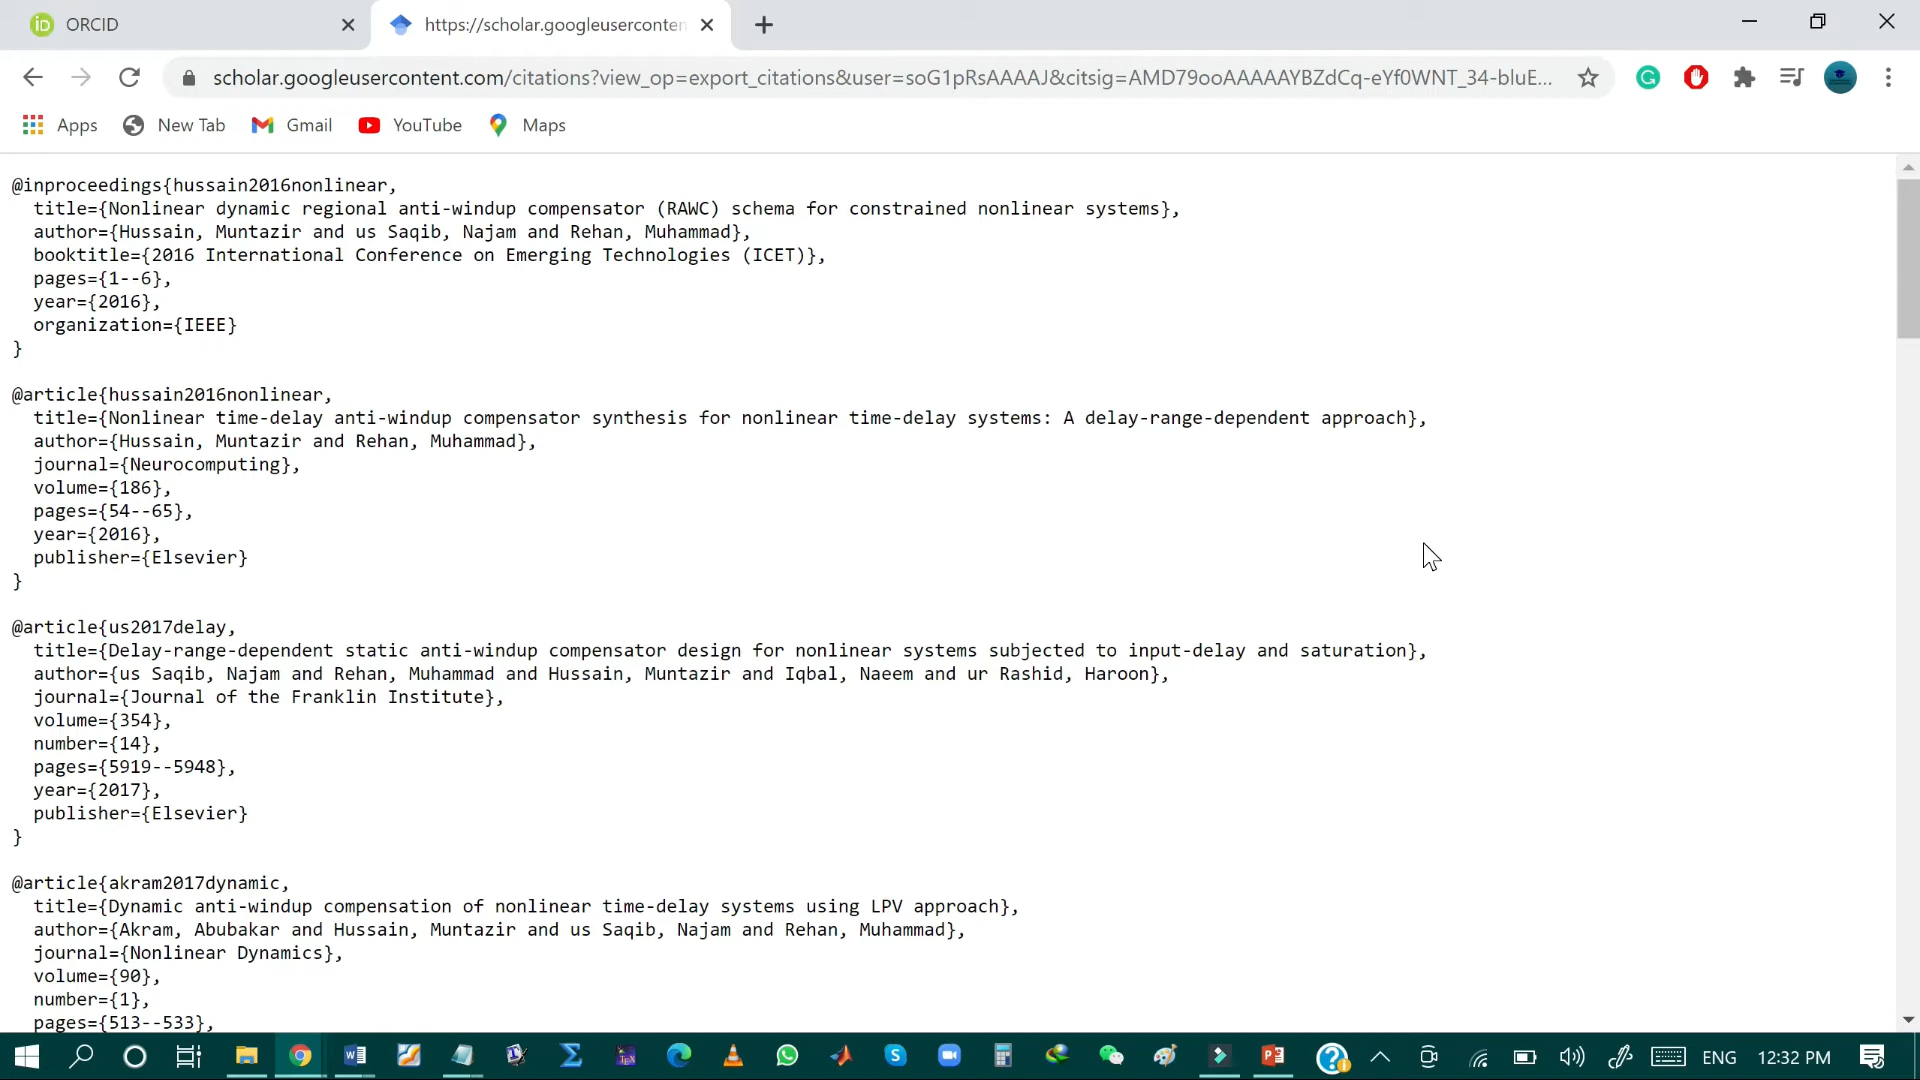 ORCID
https://scholar.googleuserconten
scholar.googleusercontent.com/citations?view_op=export_citations&user=soG1pRsAAAAJ&citsig=AMD79ooAAAAAYBZdCq-eYf0WNT_34-bluE...
Apps
New Tab
Gmail
YouTube
Maps
@inproceedings{hussain2016nonlinear,
title={Nonlinear dynamic regional anti-windup compensator (RAWC) schema for constrained nonlinear systems},
author={Hussain, Muntazir and us Saqib, Najam and Rehan, Muhammad},
booktitle={2016 International Conference on Emerging Technologies (ICET)},
pages={1--6},
year={2016},
organization={IEEE}
}
@article{hussain2016nonlinear,
title={Nonlinear time-delay anti-windup compensator synthesis for nonlinear time-delay systems: A delay-range-dependent approach},
author={Hussain, Muntazir and Rehan, Muhammad},
journal={Neurocomputing},
volume={186},
pages={54--65},
year={2016},
publisher={Elsevier}
}
@article{us2017delay,
title={Delay-range-dependent static anti-windup compensator design for nonlinear systems subjected to input-delay and saturation},
author={us Saqib, Najam and Rehan, Muhammad and Hussain, Muntazir and Iqbal, Naeem and ur Rashid, Haroon},
journal={Journal of the Franklin Institute},
volume={354},
number={14},
pages={5919--5948},
year={2017},
publisher={Elsevier}
}
@article{akram2017dynamic,
title={Dynamic anti-windup compensation of nonlinear time-delay systems using LPV approach},
author={Akram, Abubakar and Hussain, Muntazir and us Saqib, Najam and Rehan, Muhammad},
journal={Nonlinear Dynamics},
volume={90},
number={1},
pages={513--533},
ENG
12:32 PM